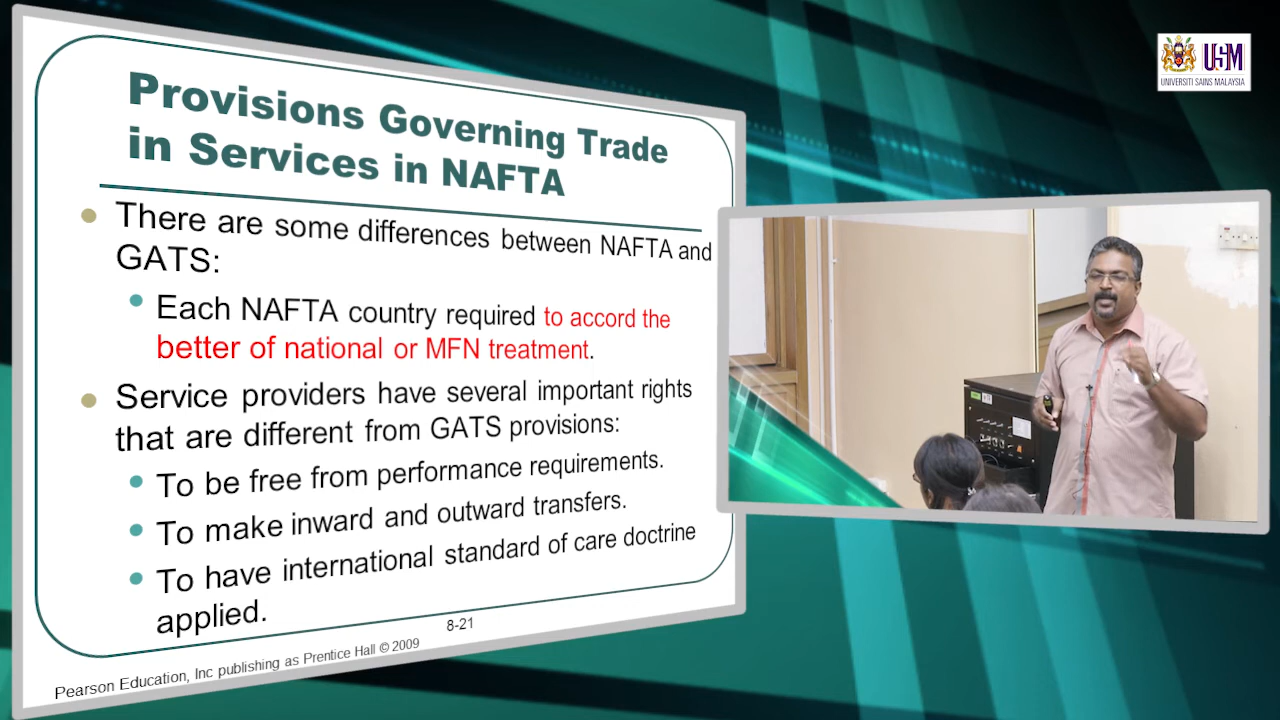 Provisions Governing Trade
in Services in NAFTA
There are some differences between NAFTA and
GATS:
Each NAFTA country required to accord the
better of national or MFN treatment.
Service providers have several important rights
that are different from GATS provisions:
To be free from performance requirements.
To make inward and outward transfers.
To have international standard of care doctrine
applied.
8-21
Pearson Education, Inc publishing as Prentice Hall © 2009
USM
UNIVERSITI SAINS MALAYSIA